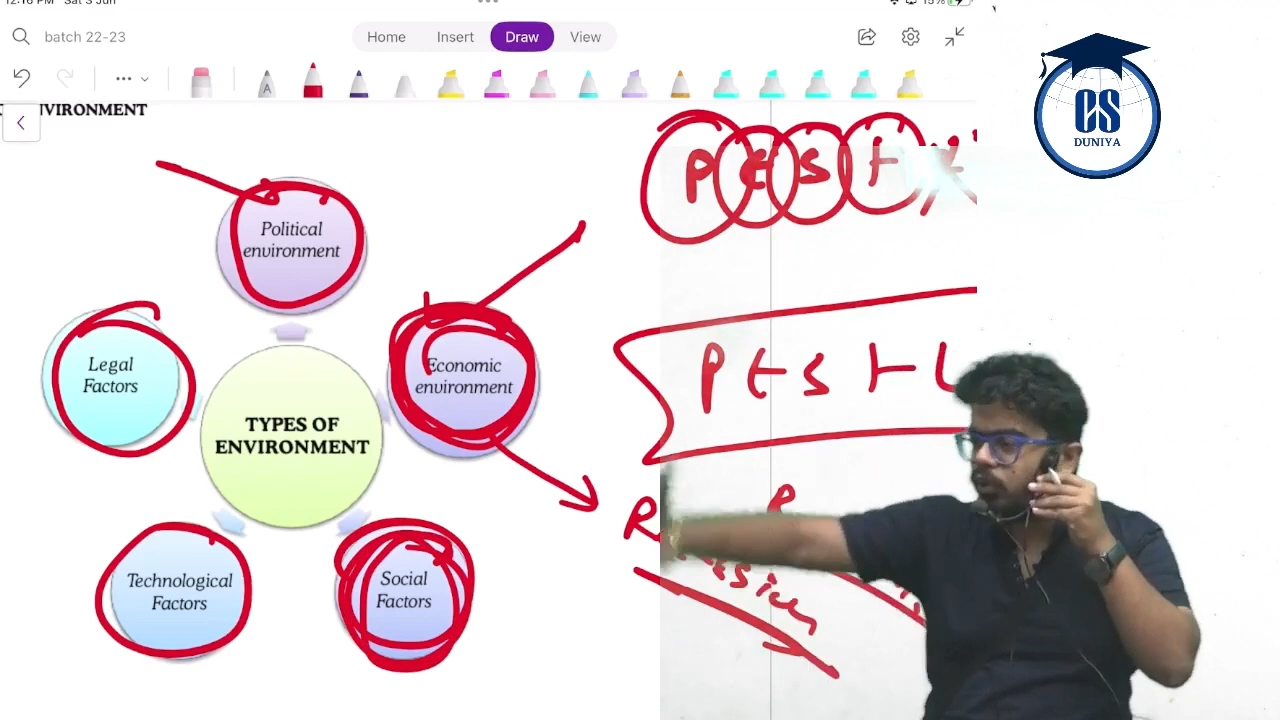 batch 22-23
Home Insert Draw View
VIRONMENT
Political
environment
Legal
Factors
Economic
environment
TYPES OF
ENVIRONMENT
Technological
Factors
Social
Factors
P E S T
P E S T L
CS
DUNIYA